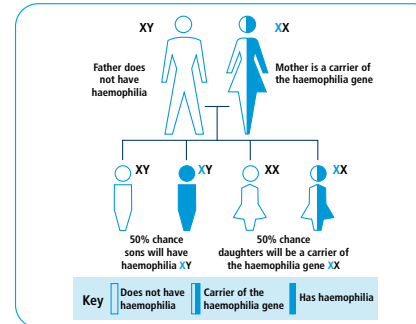 XY XX
Father does
not have
haemophilia
Mother is a carrier of
the haemophilia gene
XY XY XX XX
50% chance
sons will have
haemophilia XY
50% chance
daughters will be a carrier of
the haemophilia gene XX
Key
Does not have
haemophilia
Carrier of the
haemophilia gene
Has haemophilia